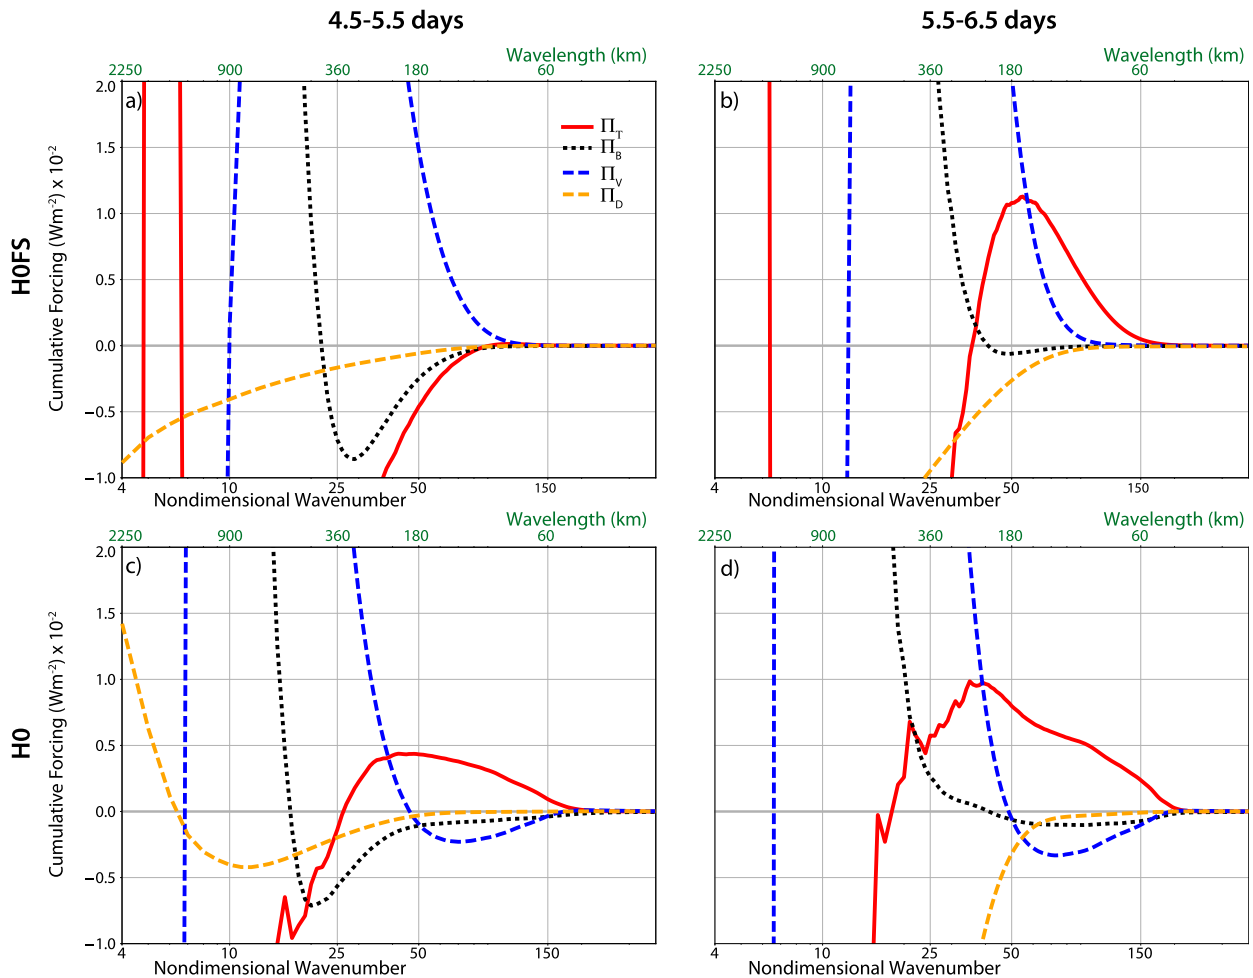 4.5-5.5 days
5.5-6.5 days
Wavelength (km)
Wavelength (km)
2250 900 360 180 60
2250 900 360 180 60
H0FS
Cumulative Forcing (Wm⁻²) x 10⁻²
a)
2.0
1.5
1.0
0.5
0.0
−0.5
−1.0
Π_T
Π_B
Π_V
Π_D
b)
4 10 25 50 150
Nondimensional Wavenumber
4 10 25 50 150
Nondimensional Wavenumber
Wavelength (km)
Wavelength (km)
2250 900 360 180 60
2250 900 360 180 60
H0
Cumulative Forcing (Wm⁻²) x 10⁻²
c)
2.0
1.5
1.0
0.5
0.0
−0.5
−1.0
d)
4 10 25 50 150
Nondimensional Wavenumber
4 10 25 50 150
Nondimensional Wavenumber